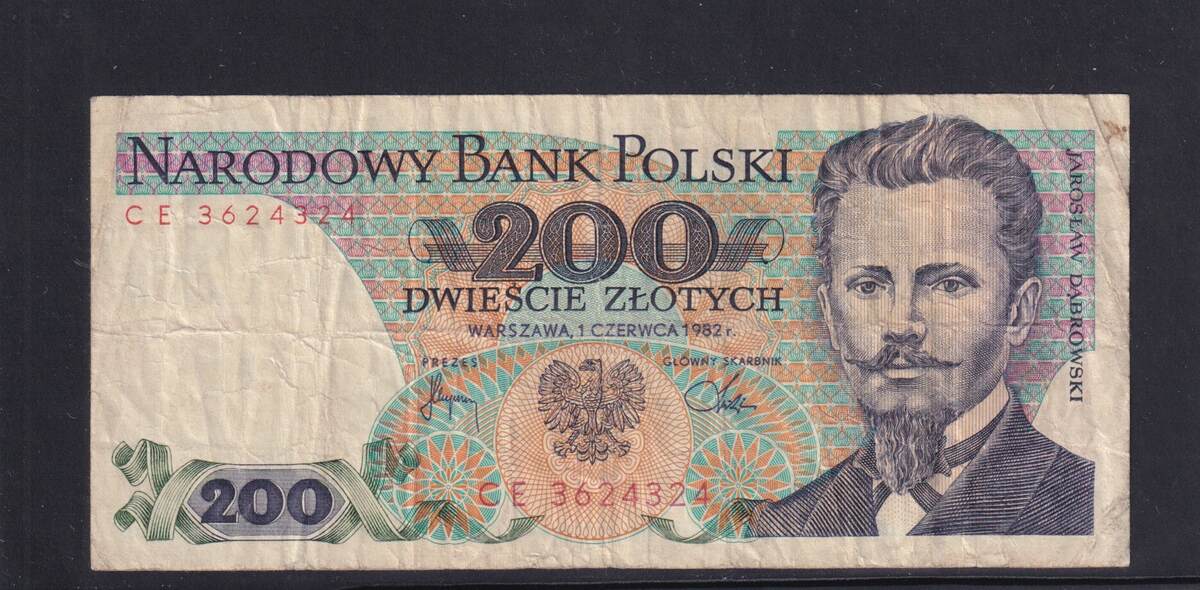 NARODOWY BANK POLSKI
CE 3624324
200
DWIEŚCIE ZŁOTYCH
WARSZAWA, 1 CZERWCA 1982 r.
PREZES
GŁÓWNY SKARBNIK
CE 3624324
200
JAROSŁAW DĄBROWSKI